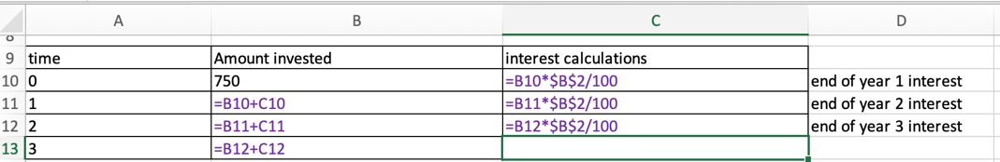 A B C D
8
9 time Amount invested interest calculations
10 0 750 =B10*$B$2/100 end of year 1 interest
11 1 =B10+C10 =B11*$B$2/100 end of year 2 interest
12 2 =B11+C11 =B12*$B$2/100 end of year 3 interest
13 3 =B12+C12